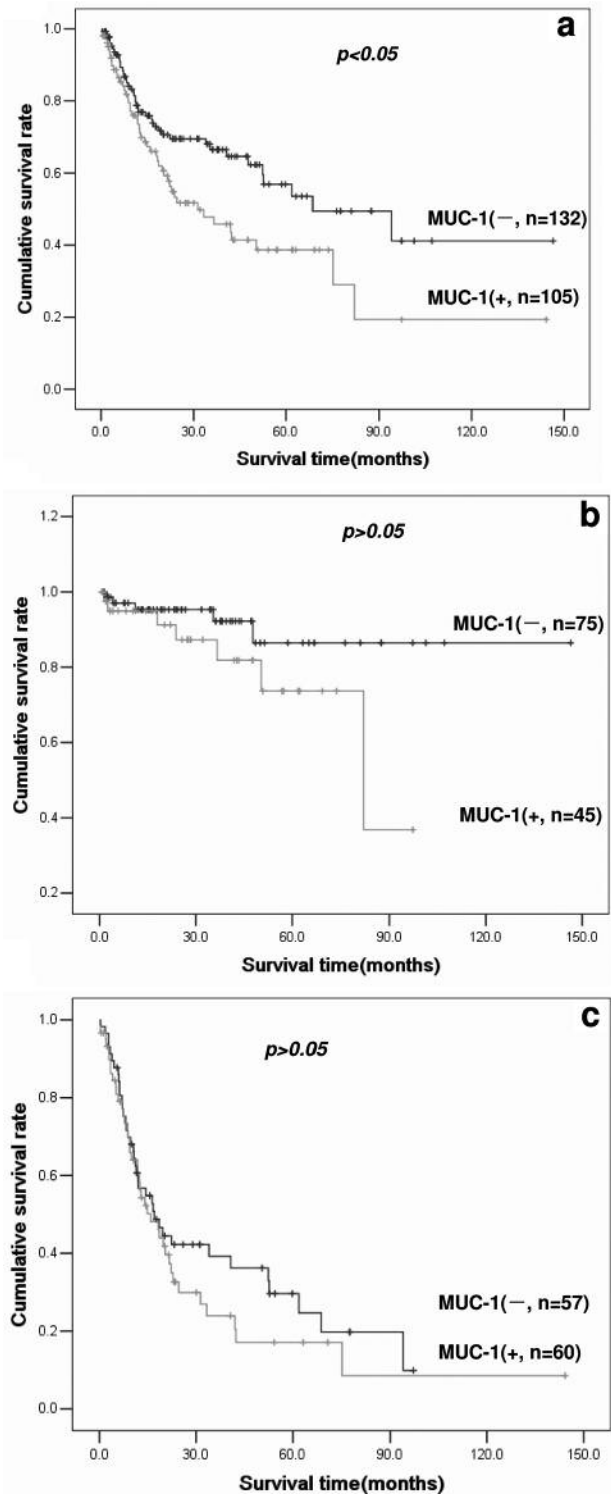 a
p<0.05
1.0
0.8
0.6
0.4
0.2
0.0
MUC-1(—, n=132)
MUC-1(+, n=105)
0.0 30.0 60.0 90.0 120.0 150.0
Survival time(months)
Cumulative survival rate
b
p>0.05
1.2
1.0
0.8
0.6
0.4
0.2
MUC-1(—, n=75)
MUC-1(+, n=45)
0.0 30.0 60.0 90.0 120.0 150.0
Survival time(months)
Cumulative survival rate
c
p>0.05
1.0
0.8
0.6
0.4
0.2
0.0
MUC-1(—, n=57)
MUC-1(+, n=60)
0.0 30.0 60.0 90.0 120.0 150.0
Survival time(months)
Cumulative survival rate